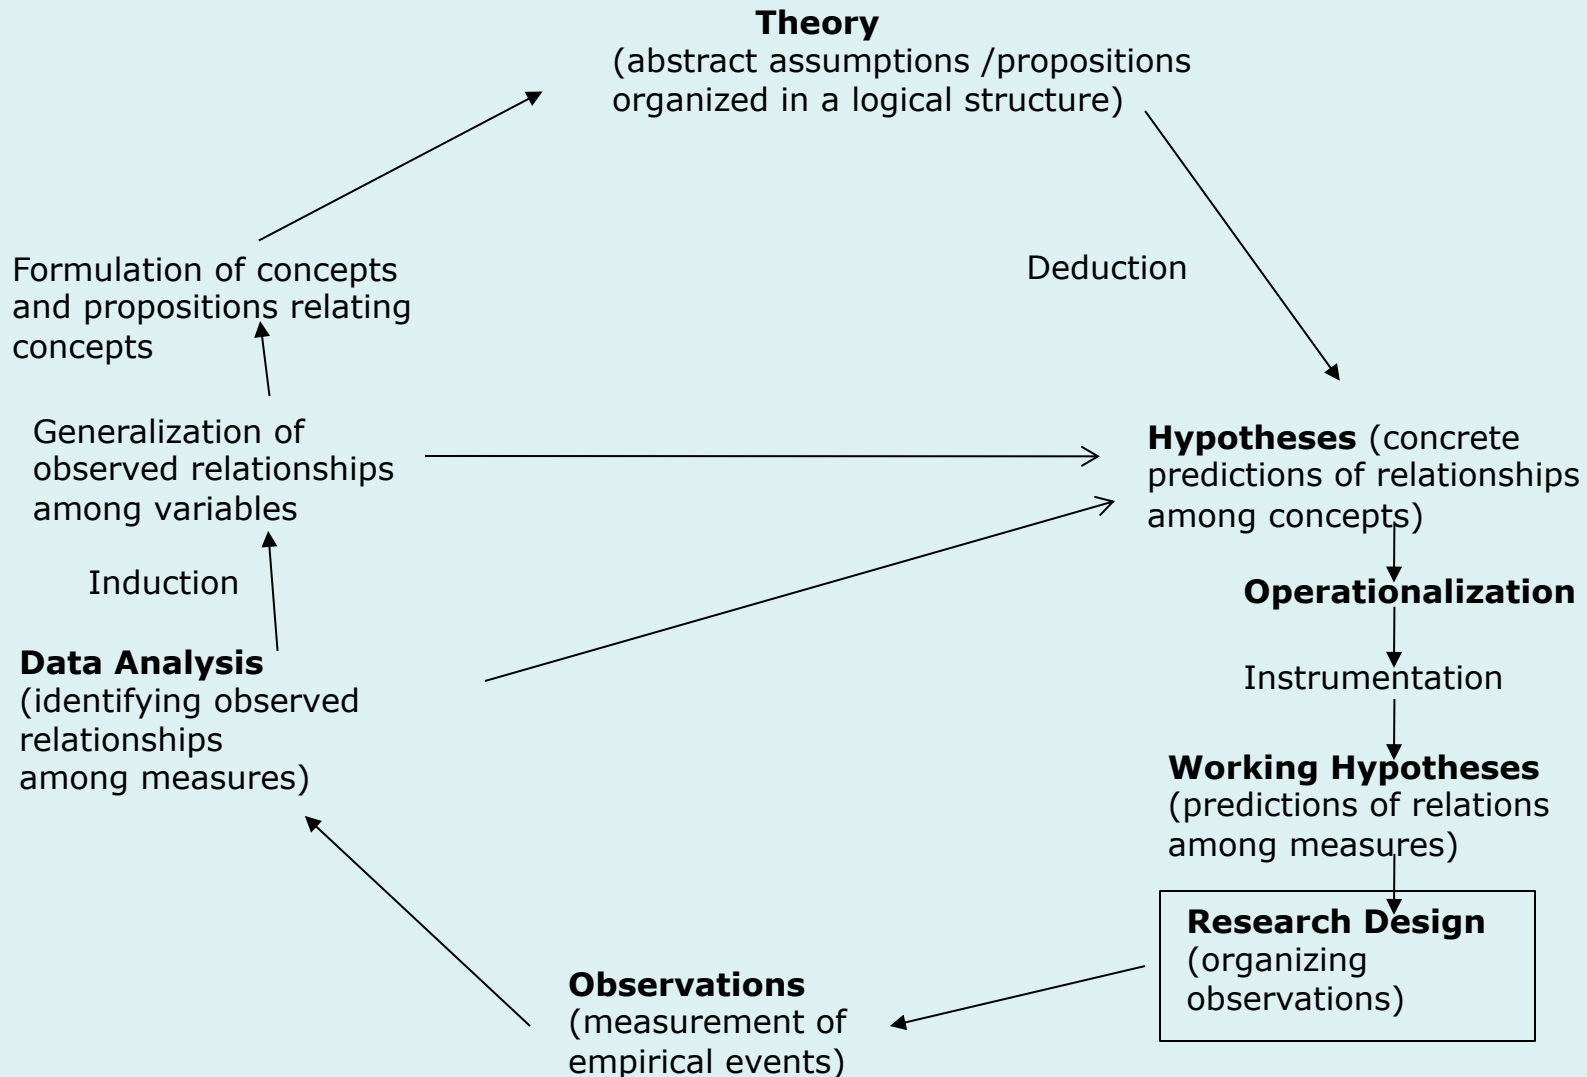 Theory
(abstract assumptions /propositions
organized in a logical structure)
Formulation of concepts
and propositions relating
concepts
Deduction
Generalization of
observed relationships
among variables
Hypotheses (concrete
predictions of relationships
among concepts)
Induction
Operationalization
Data Analysis
(identifying observed
relationships
among measures)
Instrumentation
Working Hypotheses
(predictions of relations
among measures)
Research Design
(organizing
observations)
Observations
(measurement of
empirical events)